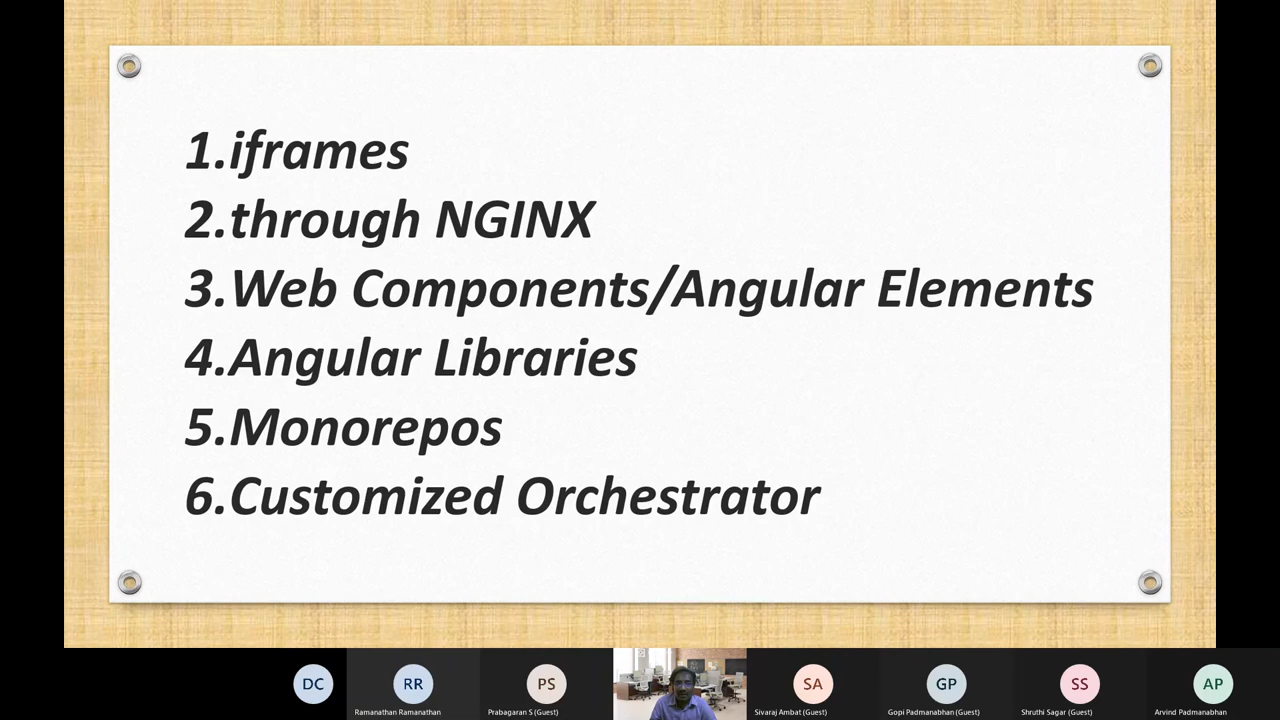 1.iframes
2.through NGINX
3.Web Components/Angular Elements
4.Angular Libraries
5.Monorepos
6.Customized Orchestrator
DC
RR
PS
SA
GP
SS
AP
Ramanathan Ramanathan
Prabagaran S (Guest)
Sivaraj Ambat (Guest)
Gopi Padmanabhan (Guest)
Shruthi Sagar (Guest)
Arvind Padmanabhan